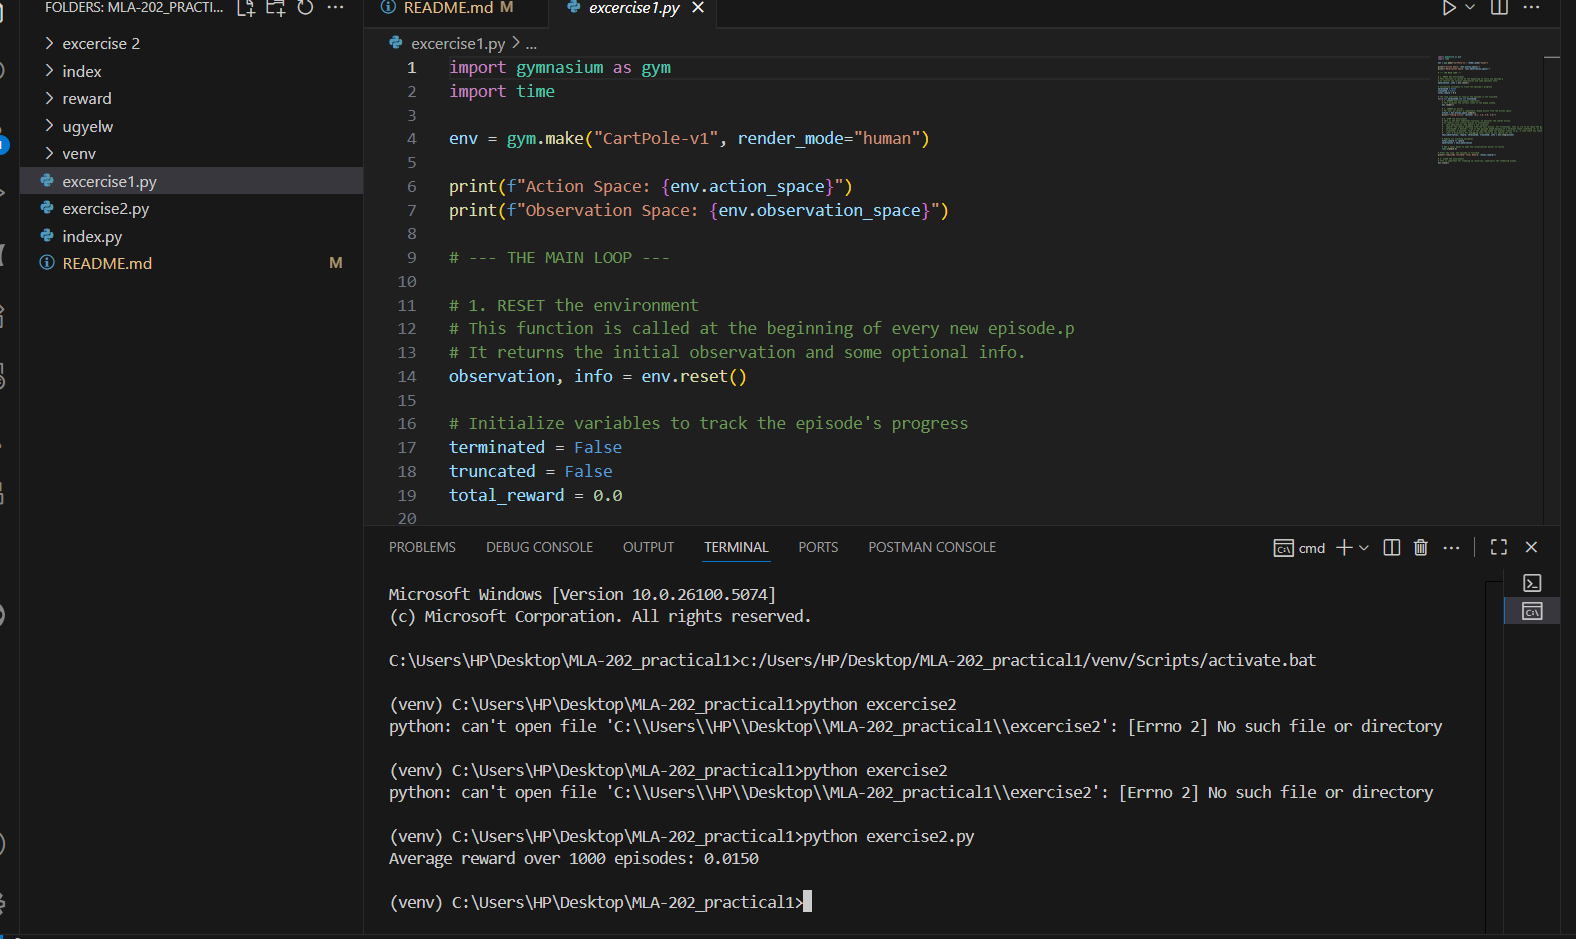 FOLDERS: MLA-202_PRACTI...
excercise 2
index
reward
ugyelw
venv
excercise1.py
exercise2.py
index.py
README.md M
README.md M
excercise1.py
excercise1.py > ...
1 import gymnasium as gym
2 import time
3
4 env = gym.make("CartPole-v1", render_mode="human")
5
6 print(f"Action Space: {env.action_space}")
7 print(f"Observation Space: {env.observation_space}")
8
9 # --- THE MAIN LOOP ---
10
11 # 1. RESET the environment
12 # This function is called at the beginning of every new episode.p
13 # It returns the initial observation and some optional info.
14 observation, info = env.reset()
15
16 # Initialize variables to track the episode's progress
17 terminated = False
18 truncated = False
19 total_reward = 0.0
20
PROBLEMS DEBUG CONSOLE OUTPUT TERMINAL PORTS POSTMAN CONSOLE
cmd
Microsoft Windows [Version 10.0.26100.5074]
(c) Microsoft Corporation. All rights reserved.
C:\Users\HP\Desktop\MLA-202_practical1>c:/Users/HP/Desktop/MLA-202_practical1/venv/Scripts/activate.bat
(venv) C:\Users\HP\Desktop\MLA-202_practical1>python excercise2
python: can't open file 'C:\\Users\\HP\\Desktop\\MLA-202_practical1\\excercise2': [Errno 2] No such file or directory
(venv) C:\Users\HP\Desktop\MLA-202_practical1>python exercise2
python: can't open file 'C:\\Users\\HP\\Desktop\\MLA-202_practical1\\exercise2': [Errno 2] No such file or directory
(venv) C:\Users\HP\Desktop\MLA-202_practical1>python exercise2.py
Average reward over 1000 episodes: 0.0150
(venv) C:\Users\HP\Desktop\MLA-202_practical1>